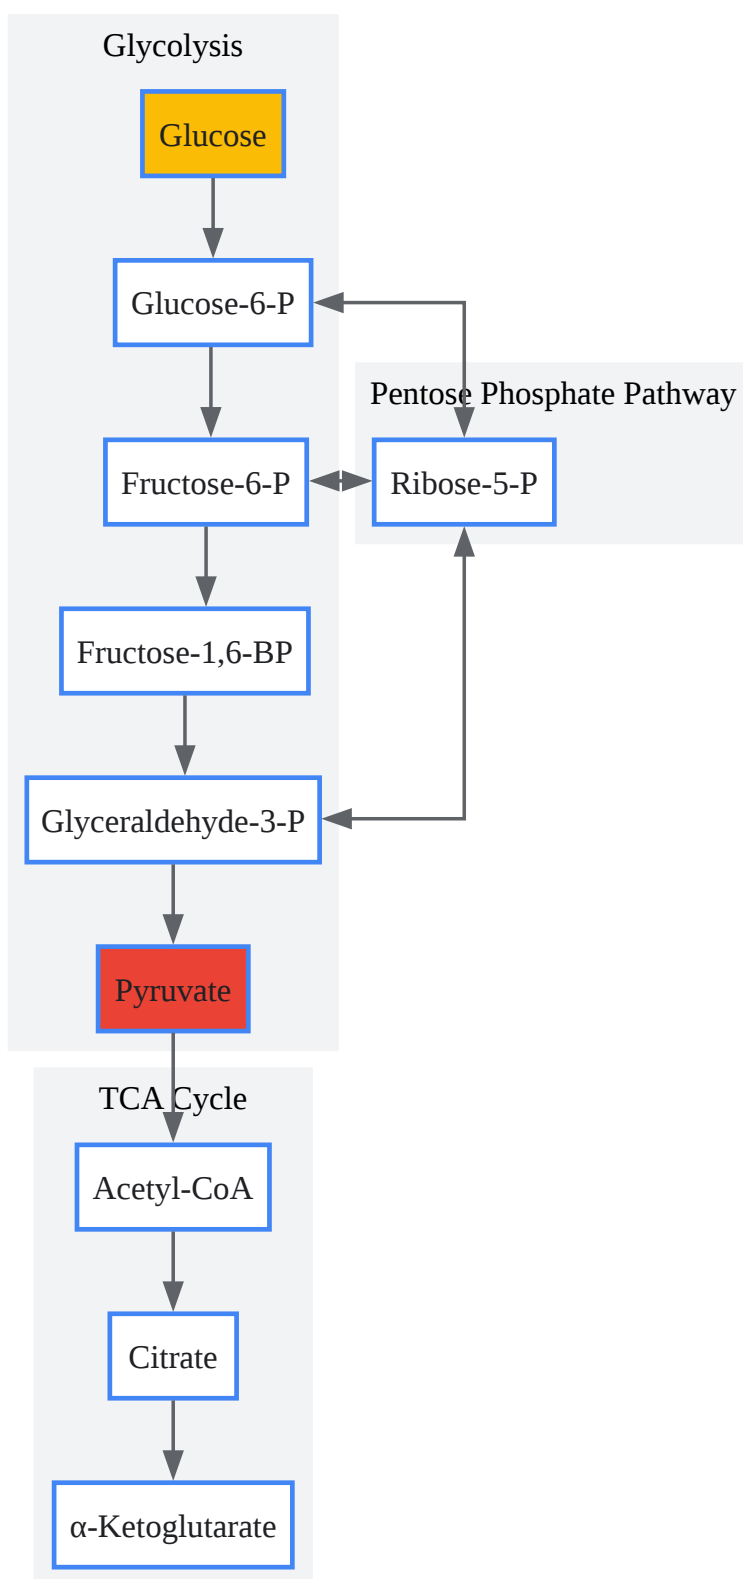 Glycolysis
Glucose
Glucose-6-P
Pentose Phosphate Pathway
Fructose-6-P
Ribose-5-P
Fructose-1,6-BP
Glyceraldehyde-3-P
Pyruvate
TCA Cycle
Acetyl-CoA
Citrate
α-Ketoglutarate